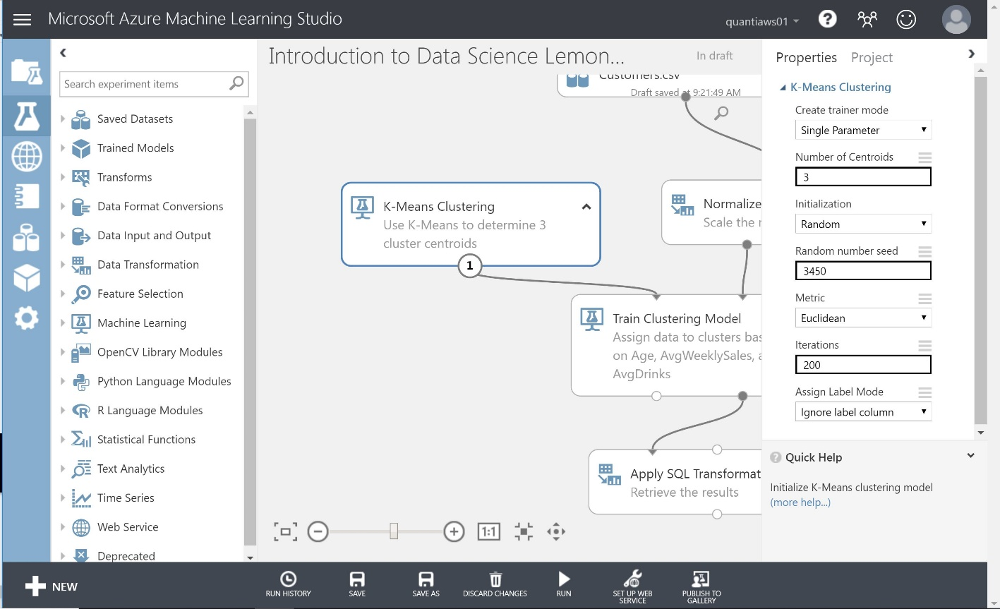 Microsoft Azure Machine Learning Studio
quantiaws01
?
Search experiment items
Saved Datasets
Trained Models
Transforms
Data Format Conversions
Data Input and Output
Data Transformation
Feature Selection
Machine Learning
OpenCV Library Modules
Python Language Modules
R Language Modules
Statistical Functions
Text Analytics
Time Series
Web Service
Deprecated
Introduction to Data Science Lemon...
In draft
Customers.csv
Draft saved at 9:21:49 AM
K-Means Clustering
Use K-Means to determine 3
cluster centroids
1
Normalize
Scale the
Train Clustering Model
Assign data to clusters bas
on Age, AvgWeeklySales, a
AvgDrinks
Apply SQL Transformat
Retrieve the results
1:1
Properties
Project
K-Means Clustering
Create trainer mode
Single Parameter
Number of Centroids
3
Initialization
Random
Random number seed
3450
Metric
Euclidean
Iterations
200
Assign Label Mode
Ignore label column
? Quick Help
Initialize K-Means clustering model
(more help...)
NEW
RUN HISTORY
SAVE
SAVE AS
DISCARD CHANGES
RUN
SET UP WEB
SERVICE
PUBLISH TO
GALLERY